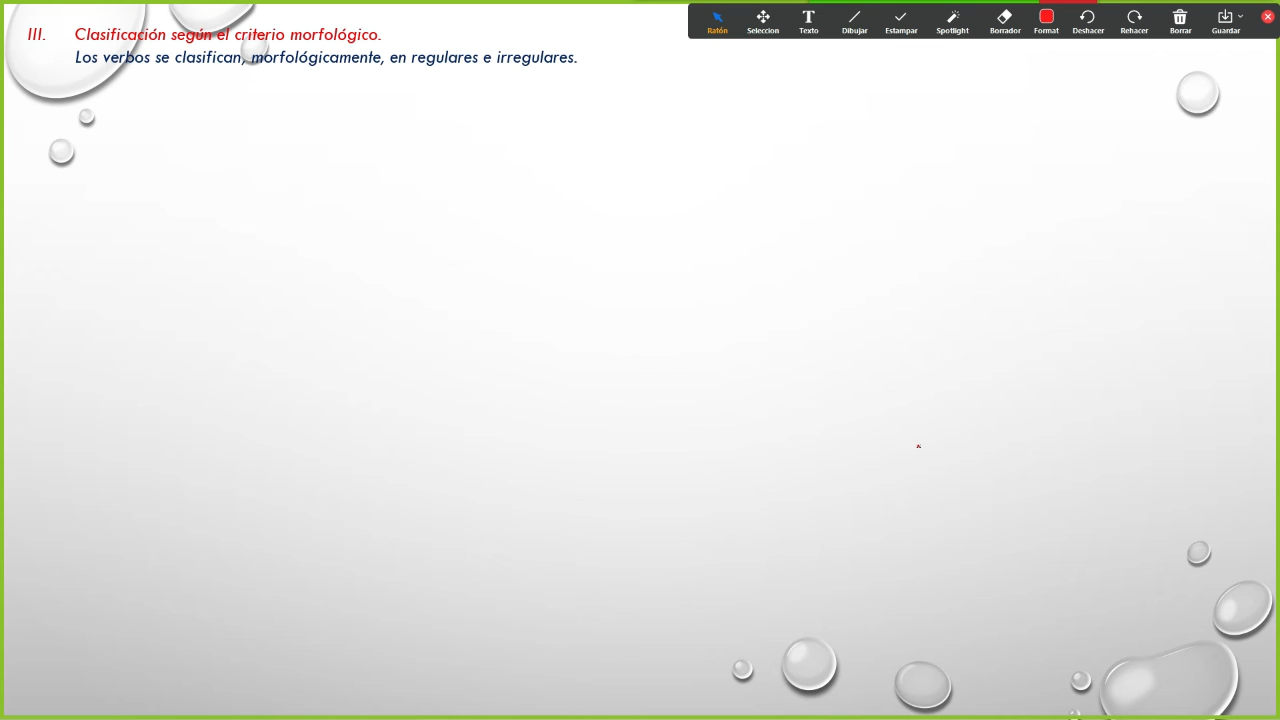 III. Clasificación según el criterio morfológico.
Los verbos se clasifican, morfológicamente, en regulares e irregulares.
Ratón Seleccion Texto Dibujar Estampar Spotlight Borrador Format Deshacer Rehacer Borrar Guardar